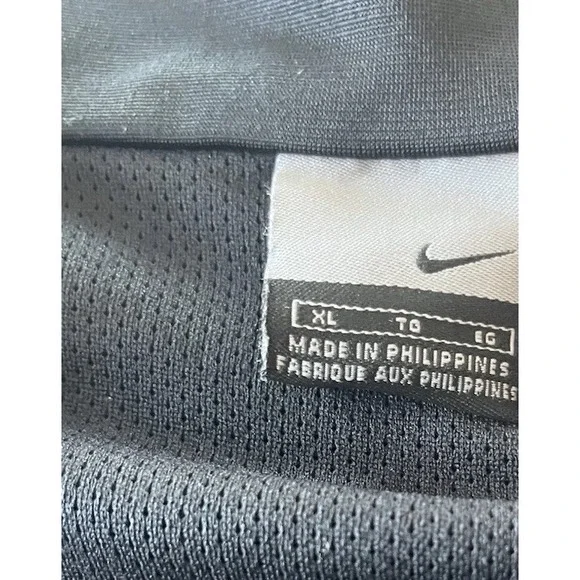 XL TG EG
MADE IN PHILIPPINES
FABRIQUE AUX PHILIPPINES